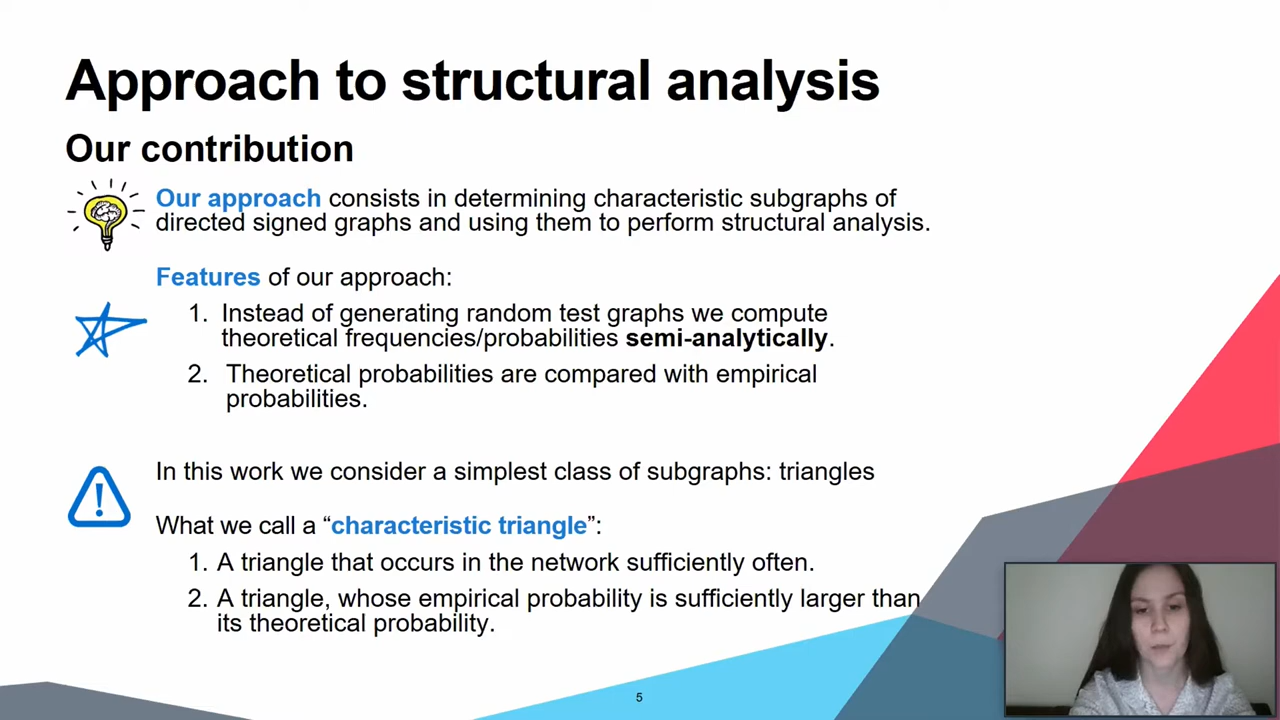 Approach to structural analysis
Our contribution
Our approach consists in determining characteristic subgraphs of
directed signed graphs and using them to perform structural analysis.
Features of our approach:
1. Instead of generating random test graphs we compute
theoretical frequencies/probabilities semi-analytically.
2. Theoretical probabilities are compared with empirical
probabilities.
In this work we consider a simplest class of subgraphs: triangles
What we call a “characteristic triangle”:
1. A triangle that occurs in the network sufficiently often.
2. A triangle, whose empirical probability is sufficiently larger than
its theoretical probability.
5